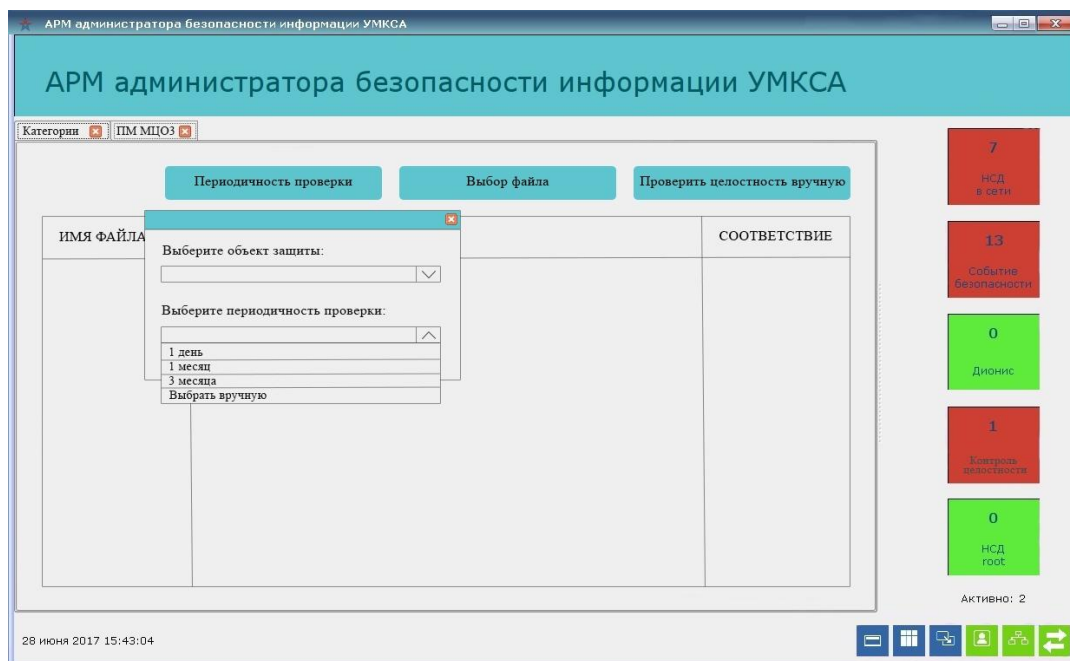 АРМ администратора безопасности информации УМКСА
АРМ администратора безопасности информации УМКСА
Категории
ПМ МЦОЗ
Периодичность проверки
Выбор файла
Проверить целостность вручную
ИМЯ ФАЙЛА
СООТВЕТСТВИЕ
Выберите объект защиты:
Выберите периодичность проверки:
1 день
1 месяц
3 месяца
Выбрать вручную
7
НСД
в сети
13
Событие
безопасности
0
Дионис
1
Контроль
целостности
0
НСД
root
Активно: 2
28 июня 2017 15:43:04